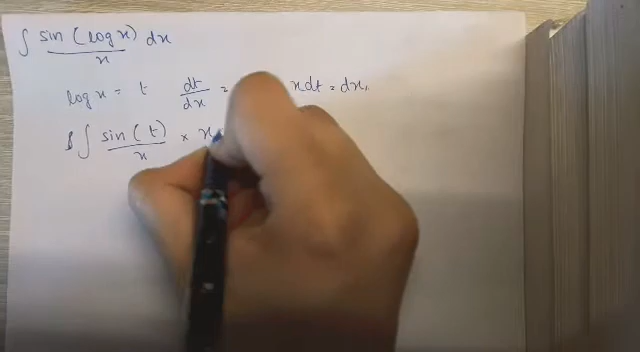 ∫ sin (log x) / x dx
log x = t dt/dx = x dt = dx,
∫ sin (t) / x × x